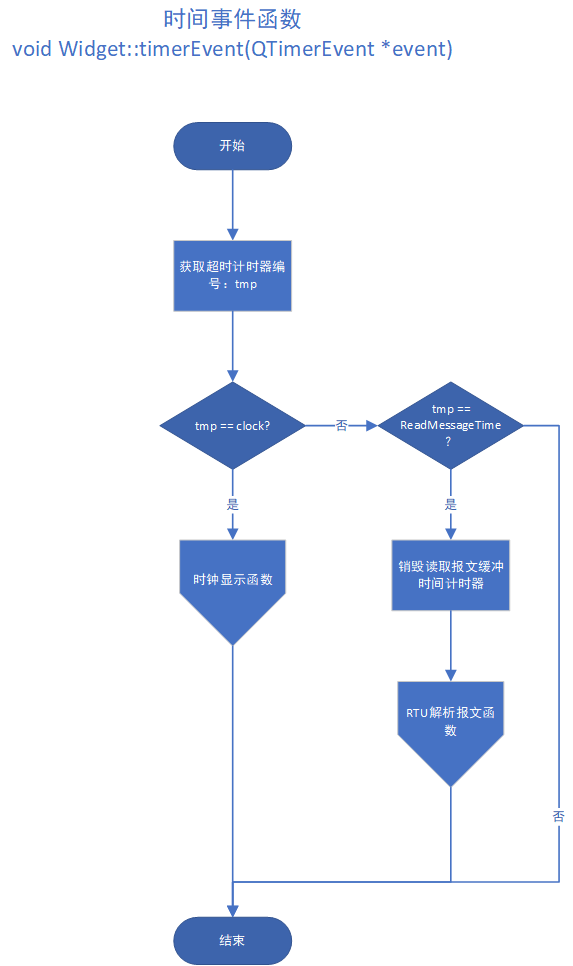 时间事件函数
void Widget::timerEvent(QTimerEvent *event)
开始
获取超时计时器编
号：tmp
tmp == clock?
否
tmp ==
ReadMessageTime
?
是
是
时钟显示函数
销毁读取报文缓冲
时间计时器
RTU解析报文函
数
否
结束